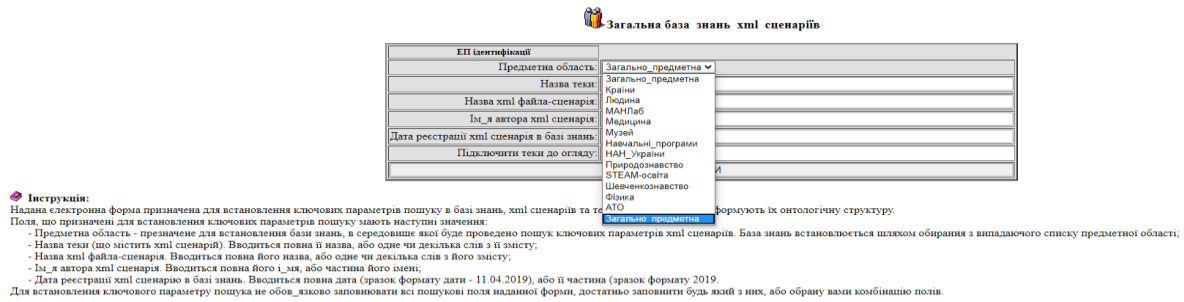 Загальна база знань xml сценаріїв
ЕП ідентифікації
Предметна область: Загально_предметна
Назва теки:
Назва xml файла-сценарія:
Ім_я автора xml сценарія:
Дата реєстрації xml сценарія в базі знань:
Підключити теки до огляду:
Загально_предметна
Країни
Людина
МАНЛаб
Медицина
Музей
Навчальні_програми
НАН_України
Природознавство
STEAM-освіта
Шевченкознавство
Фізика
АТО
Загально_предметна
Інструкція:
Надана електронна форма призначена для встановлення ключових параметрів пошуку в базі знань, xml сценаріїв та формують їх онтологічну структуру.
Поля, що призначені для встановлення ключових параметрів пошуку мають наступні значення:
- Предметна область - презначене для встановлення бази знань, в середовище якої буде проведено пошук ключових параметрів xml сценаріїв. База знань встановлюється шляхом обирання з випадаючого списку предметної області;
- Назва теки (що містить xml сценарій). Вводиться повна її назва, або одне чи декілька слів з її змісту;
- Назва xml файла-сценарія. Вводиться повна його назва, або одне чи декілька слів з його змісту;
- Ім_я автора xml сценарія. Вводиться повна його і_мя, або частина його імені;
- Дата реєстрації xml сценарію в базі знань. Вводиться повна дата (зразок формату дати - 11.04.2019), або її частина (зразок формату 2019.
Для встановлення ключового параметру пошука не обов_язково заповнювати всі пошукові поля наданної форми, достатньо заповнити будь який з них, або обрану вами комбінацію полів.